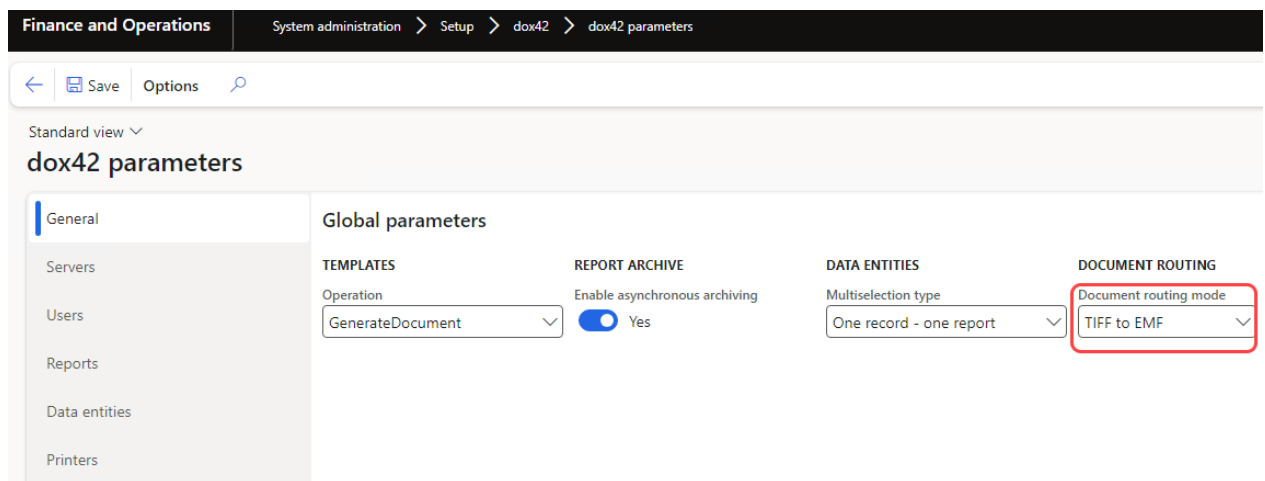 Finance and Operations
System administration > Setup > dox42 > dox42 parameters
Save Options
Standard view
dox42 parameters
General
Servers
Users
Reports
Data entities
Printers
Global parameters
TEMPLATES
Operation
GenerateDocument
REPORT ARCHIVE
Enable asynchronous archiving
Yes
DATA ENTITIES
Multiselection type
One record - one report
DOCUMENT ROUTING
Document routing mode
TIFF to EMF